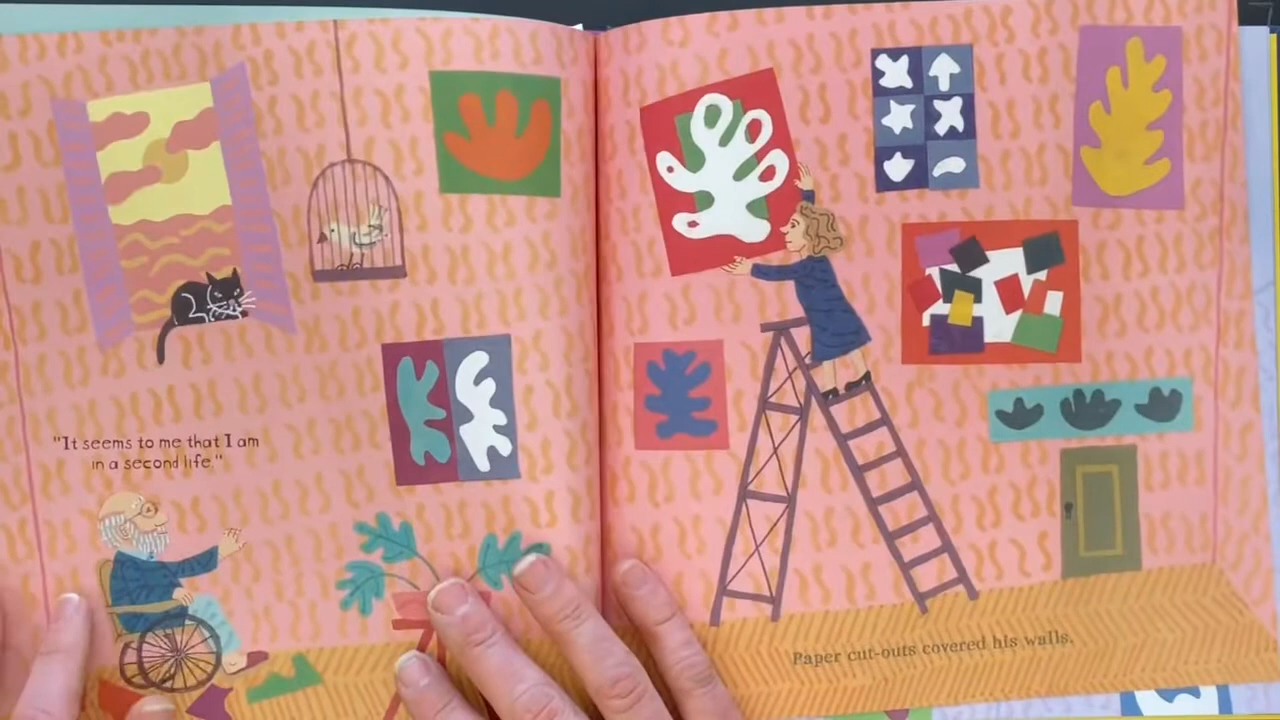 "It seems to me that I am
in a second life."
Paper cut-outs covered his walls.